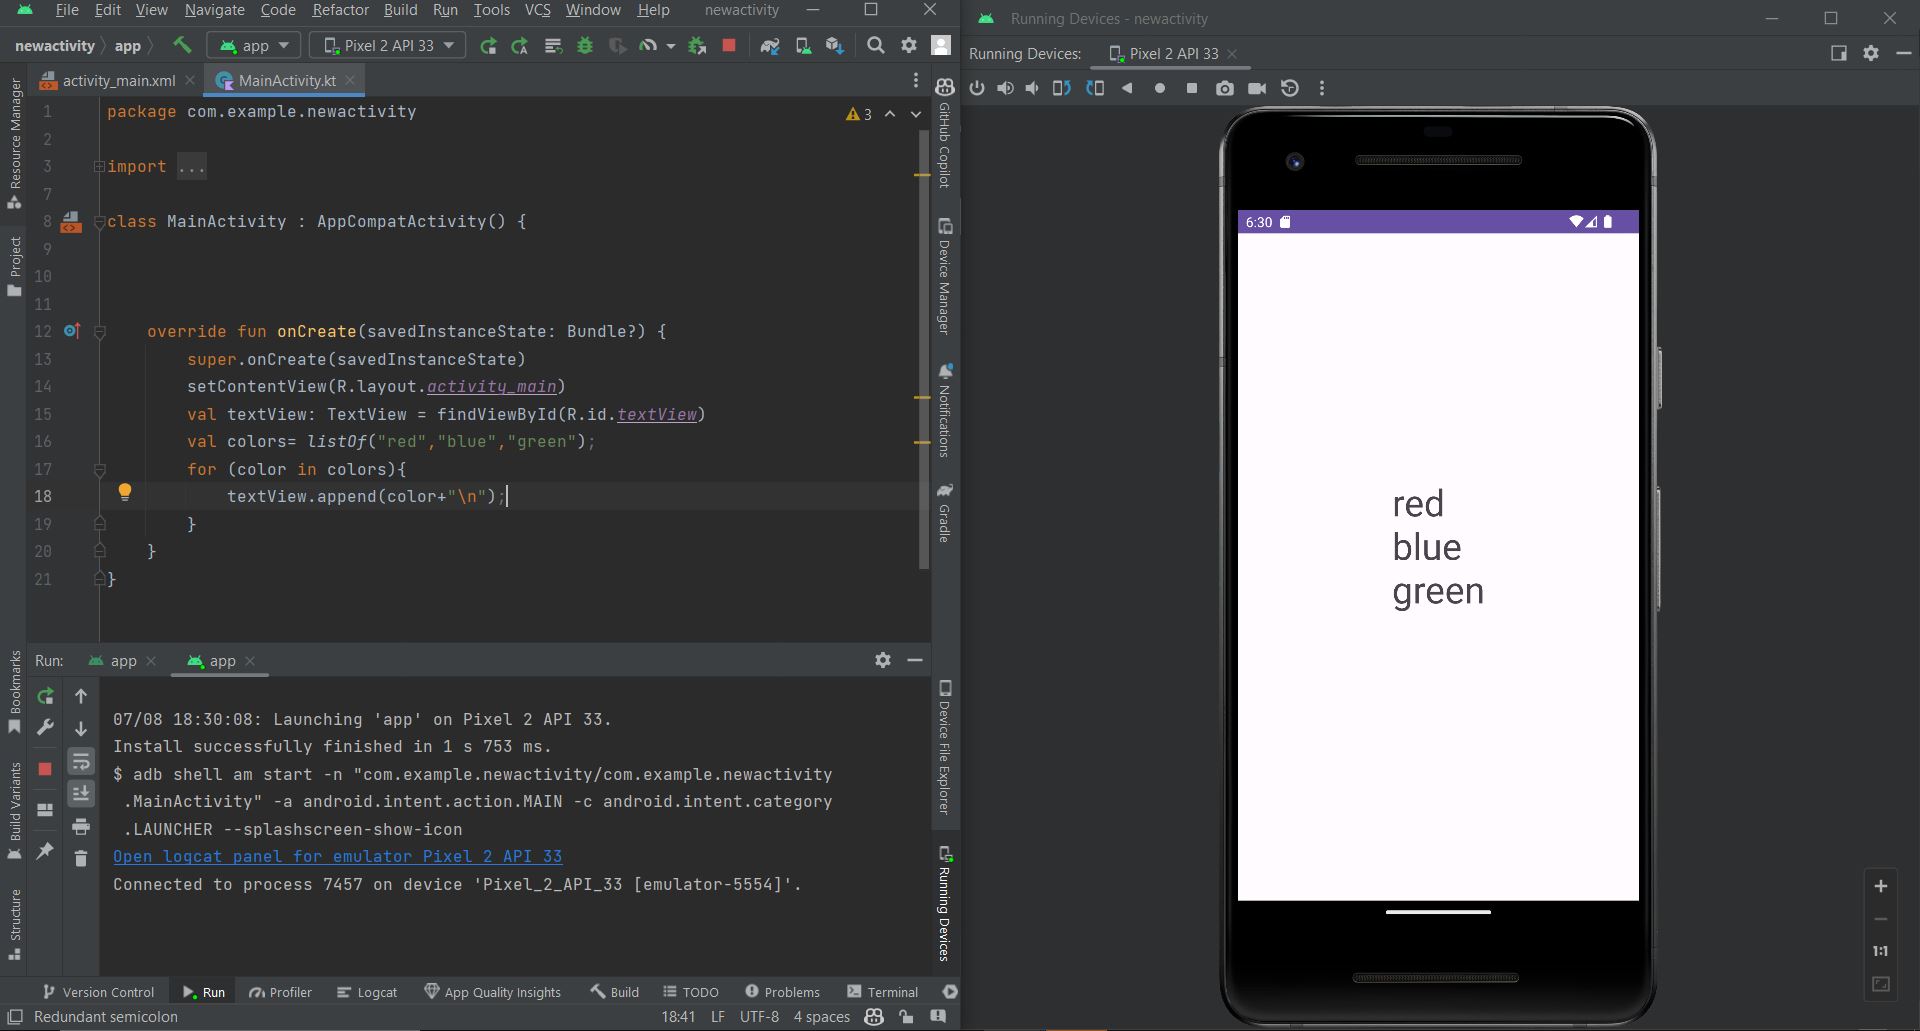 File Edit View Navigate Code Refactor Build Run Tools VCS Window Help newactivity
newactivity app app Pixel 2 API 33
activity_main.xml MainActivity.kt
1 package com.example.newactivity 3
2
3 import ...
7
8 class MainActivity : AppCompatActivity() {
9
10
11
12 override fun onCreate(savedInstanceState: Bundle?) {
13 super.onCreate(savedInstanceState)
14 setContentView(R.layout.activity_main)
15 val textView: TextView = findViewById(R.id.textView)
16 val colors= listOf("red","blue","green");
17 for (color in colors){
18 textView.append(color+"\n");
19 }
20 }
21 }
Resource Manager
Project
Bookmarks
Build Variants
Structure
GitHub Copilot
Device Manager
Notifications
Gradle
Device File Explorer
Running Devices
Run: app app
07/08 18:30:08: Launching 'app' on Pixel 2 API 33.
Install successfully finished in 1 s 753 ms.
$ adb shell am start -n "com.example.newactivity/com.example.newactivity
.MainActivity" -a android.intent.action.MAIN -c android.intent.category
.LAUNCHER --splashscreen-show-icon
Open logcat panel for emulator Pixel 2 API 33
Connected to process 7457 on device 'Pixel_2_API_33 [emulator-5554]'.
Version Control Run Profiler Logcat App Quality Insights Build TODO Problems Terminal
Redundant semicolon 18:41 LF UTF-8 4 spaces
Running Devices - newactivity
Running Devices: Pixel 2 API 33
6:30
red
blue
green
1:1